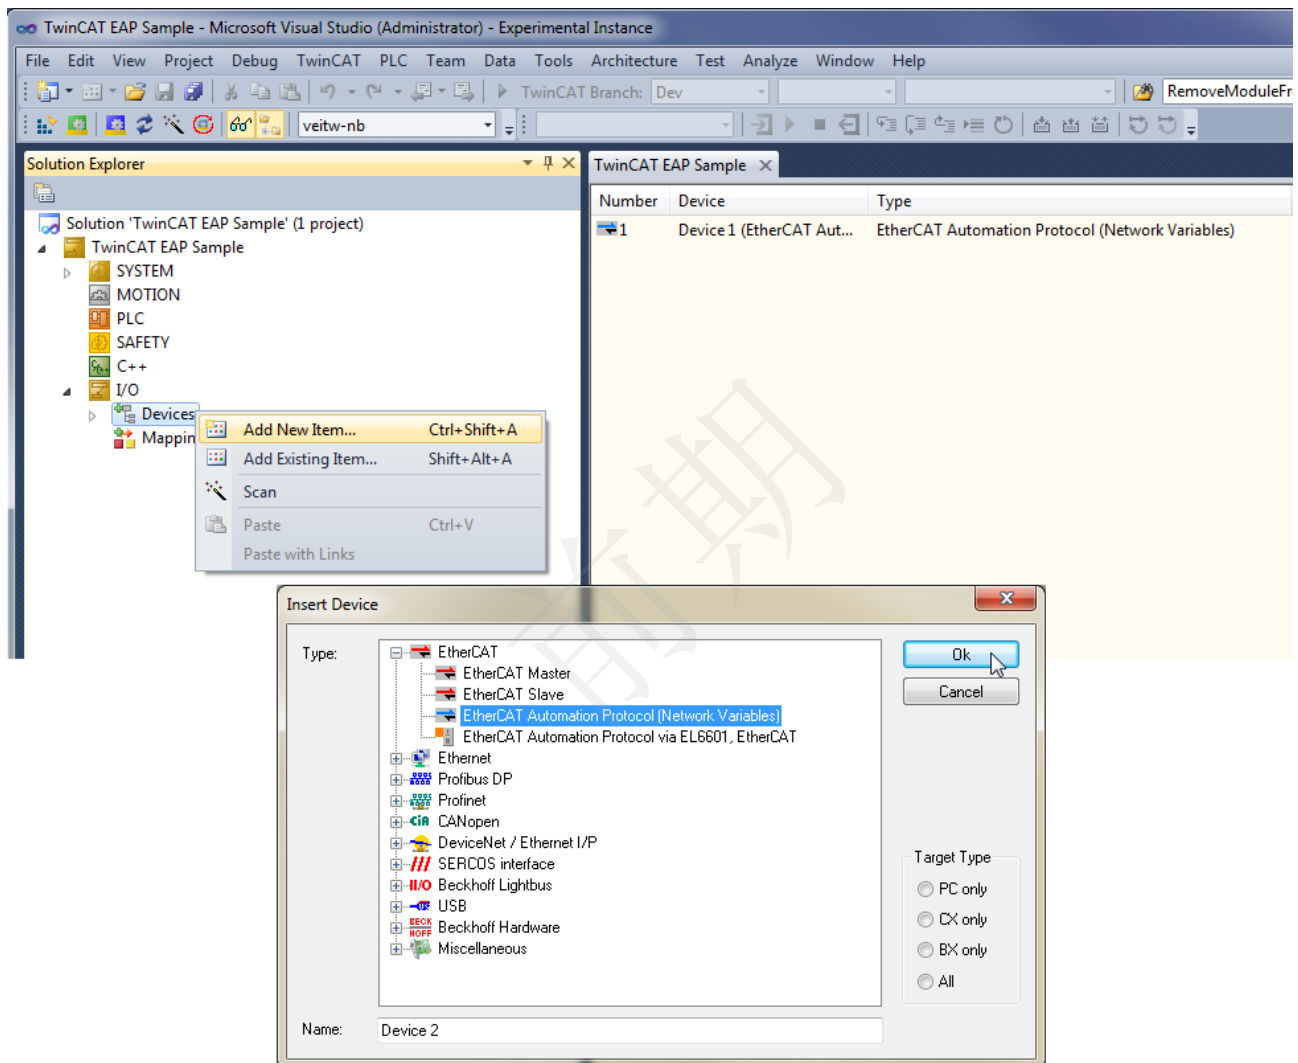 TwinCAT EAP Sample - Microsoft Visual Studio (Administrator) - Experimental Instance
File Edit View Project Debug TwinCAT PLC Team Data Tools Architecture Test Analyze Window Help
TwinCAT Branch: Dev
RemoveModuleFr
veitw-nb
Solution Explorer
Solution 'TwinCAT EAP Sample' (1 project)
TwinCAT EAP Sample
SYSTEM
MOTION
PLC
SAFETY
C++
I/O
Devices
Mappin
Add New Item... Ctrl+Shift+A
Add Existing Item... Shift+Alt+A
Scan
Paste Ctrl+V
Paste with Links
TwinCAT EAP Sample
Number Device Type
1 Device 1 (EtherCAT Aut... EtherCAT Automation Protocol (Network Variables)
前期
Insert Device
Type:
EtherCAT
EtherCAT Master
EtherCAT Slave
EtherCAT Automation Protocol (Network Variables)
EtherCAT Automation Protocol via EL6601, EtherCAT
Ethernet
Profibus DP
Profinet
CANopen
DeviceNet / Ethernet I/P
SERCOS interface
Beckhoff Lightbus
USB
Beckhoff Hardware
Miscellaneous
Ok
Cancel
Target Type
PC only
CX only
BX only
All
Name: Device 2